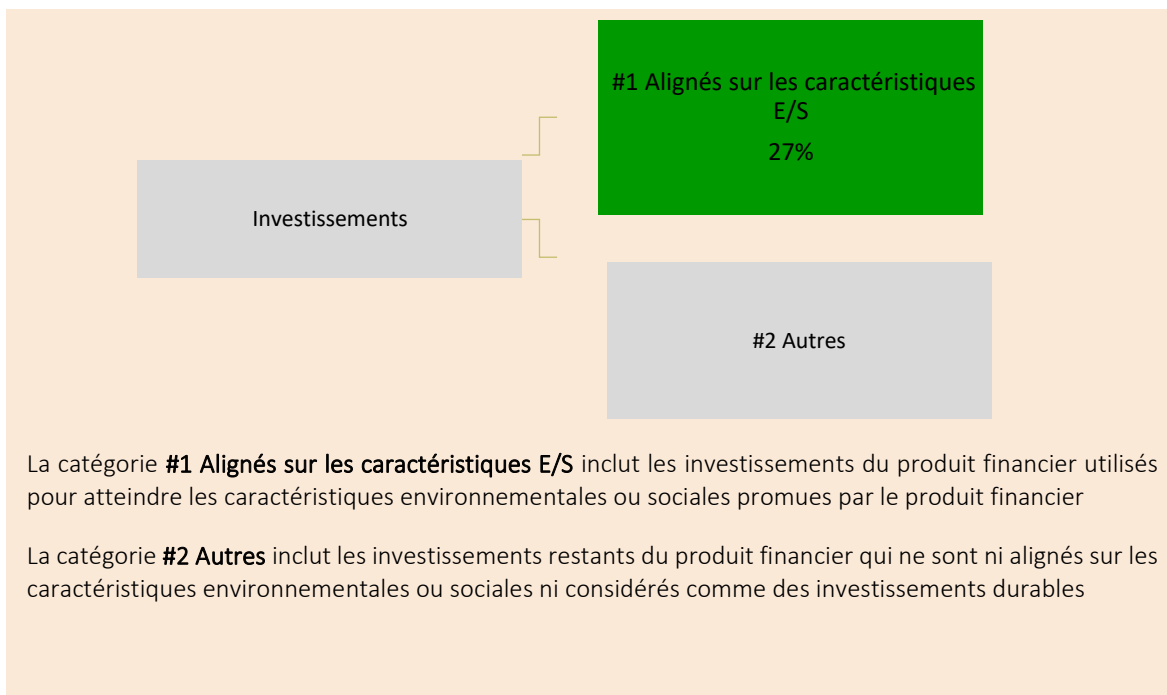 #1 Alignés sur les caractéristiques
E/S
27%
Investissements
#2 Autres
La catégorie #1 Alignés sur les caractéristiques E/S inclut les investissements du produit financier utilisés
pour atteindre les caractéristiques environnementales ou sociales promues par le produit financier
La catégorie #2 Autres inclut les investissements restants du produit financier qui ne sont ni alignés sur les
caractéristiques environnementales ou sociales ni considérés comme des investissements durables